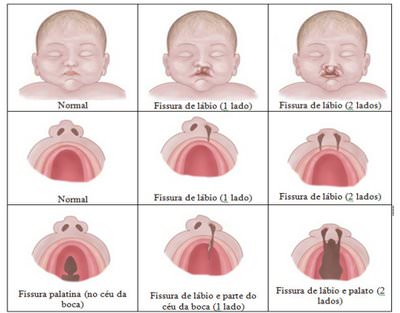 Normal
Fissura de lábio (1 lado)
Fissura de lábio (2 lados)
Normal
Fissura de lábio (1 lado)
Fissura de lábio (2 lados)
Fissura palatina (no céu da
boca)
Fissura de lábio e parte do
céu da boca (1 lado)
Fissura de lábio e palato (2
lados)